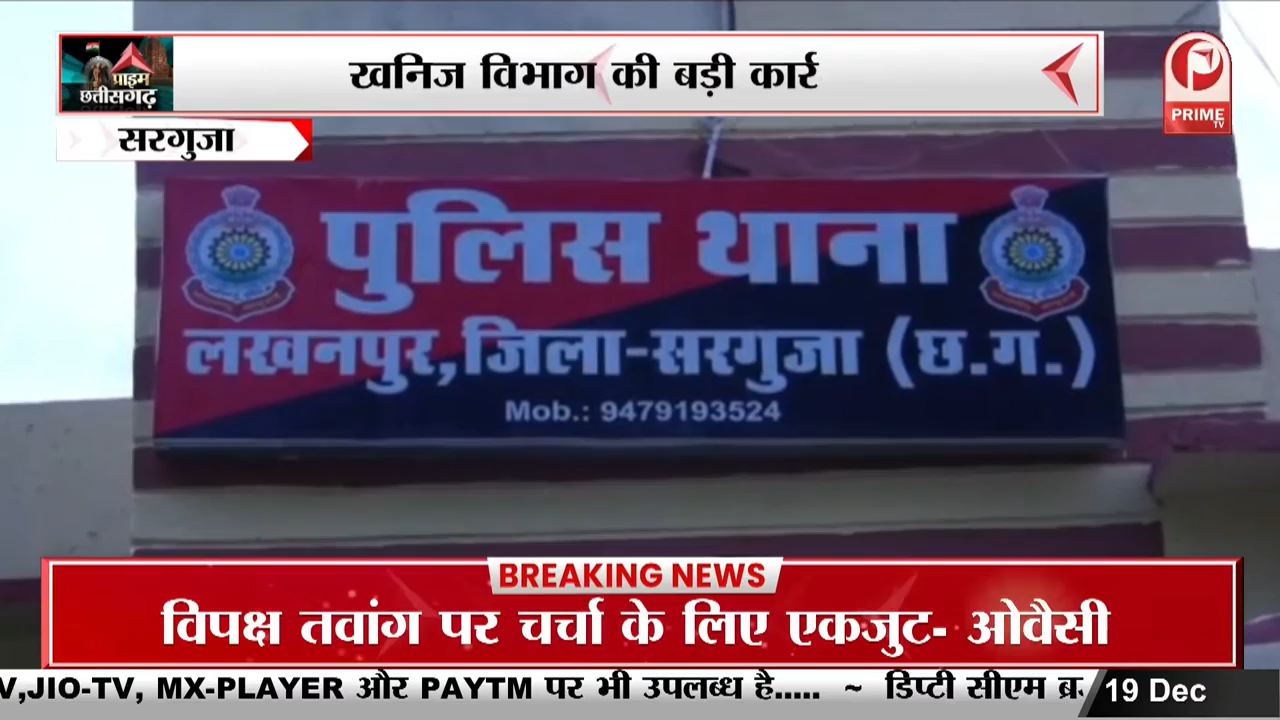 खनिज विभाग की बड़ी कार्र
प्राइम
छत्तीसगढ़
PRIME
TV
सरगुजा
पुलिस थाना
लखनपुर,जिला-सरगुजा (छ.ग.)
Mob.: 9479193524
BREAKING NEWS
विपक्ष तवांग पर चर्चा के लिए एकजुट- ओवैसी
V,JIO-TV, MX-PLAYER और PAYTM पर भी उपलब्ध है..... ~ डिप्टी सीएम
19 Dec